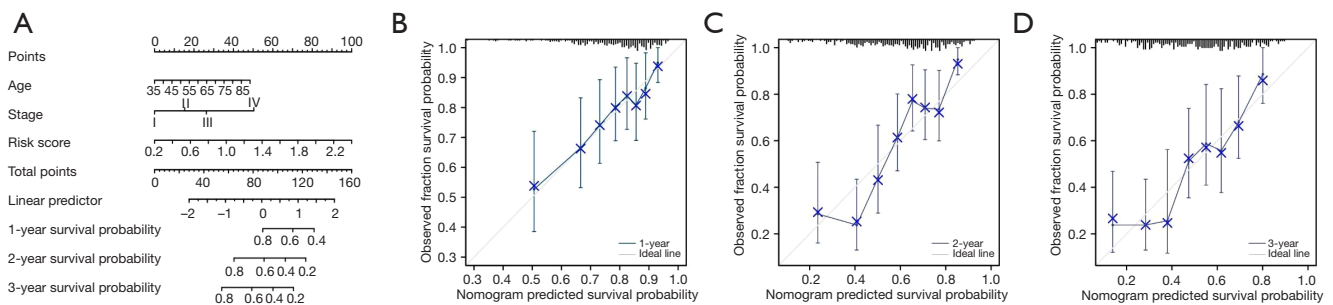 A
Points
0 20 40 60 80 100
Age
35 45 55 65 75 85
Stage
I II III IV
Risk score
0.2 0.6 1.0 1.4 1.8 2.2
Total points
0 40 80 120 160
Linear predictor
−2 −1 0 1 2
1-year survival probability
0.8 0.6 0.4
2-year survival probability
0.8 0.6 0.4 0.2
3-year survival probability
0.8 0.6 0.4 0.2
B
Observed fraction survival probability
1.0
0.9
0.8
0.7
0.6
0.5
0.4
0.3
1-year
Ideal line
0.3 0.4 0.5 0.6 0.7 0.8 0.9 1.0
Nomogram predicted survival probability
C
Observed fraction survival probability
1.0
0.8
0.6
0.4
0.2
2-year
Ideal line
0.2 0.4 0.6 0.8 1.0
Nomogram predicted survival probability
D
Observed fraction survival probability
1.0
0.8
0.6
0.4
0.2
3-year
Ideal line
0.2 0.4 0.6 0.8 1.0
Nomogram predicted survival probability